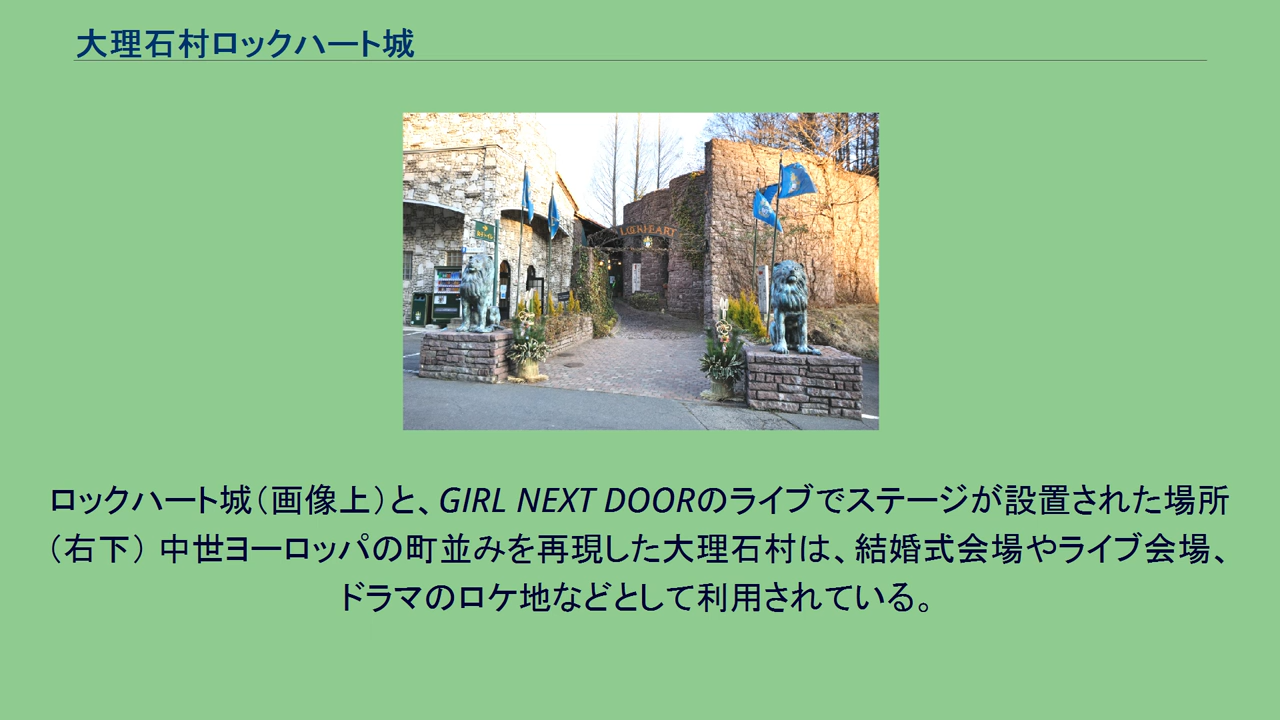 大理石村ロックハート城
LOCKHEART
ロックハート城（画像上）と、GIRL NEXT DOORのライブでステージが設置された場所
（右下） 中世ヨーロッパの町並みを再現した大理石村は、結婚式会場やライブ会場、
ドラマのロケ地などとして利用されている。